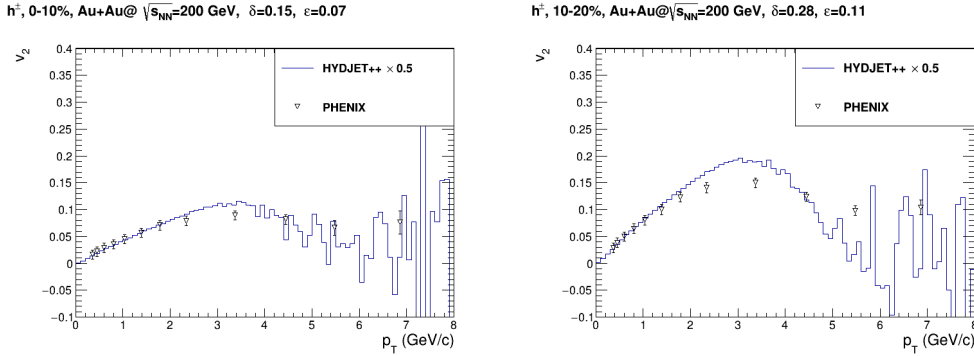 h±, 0-10%, Au+Au@ √sNN=200 GeV, δ=0.15, ε=0.07
v2
0.4
0.35
0.3
0.25
0.2
0.15
0.1
0.05
0
-0.05
-0.1
HYDJET++ × 0.5
PHENIX
0 1 2 3 4 5 6 7 8
pT (GeV/c)
h±, 10-20%, Au+Au@√sNN=200 GeV, δ=0.28, ε=0.11
v2
0.4
0.35
0.3
0.25
0.2
0.15
0.1
0.05
0
-0.05
-0.1
HYDJET++ × 0.5
PHENIX
0 1 2 3 4 5 6 7 8
pT (GeV/c)